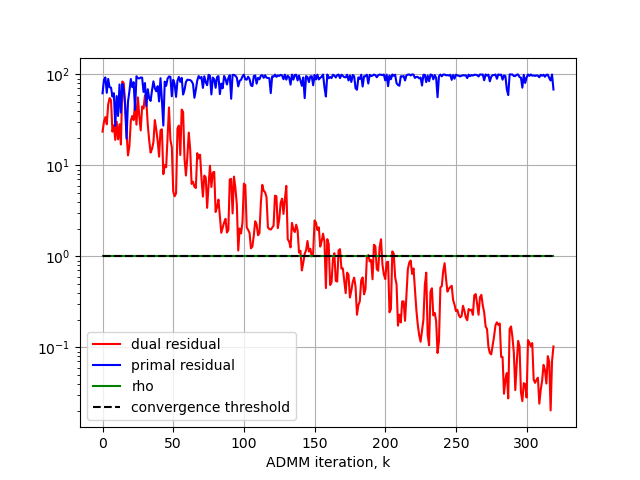 10²
10¹
10⁰
10⁻¹
dual residual
primal residual
rho
convergence threshold
0 50 100 150 200 250 300
ADMM iteration, k